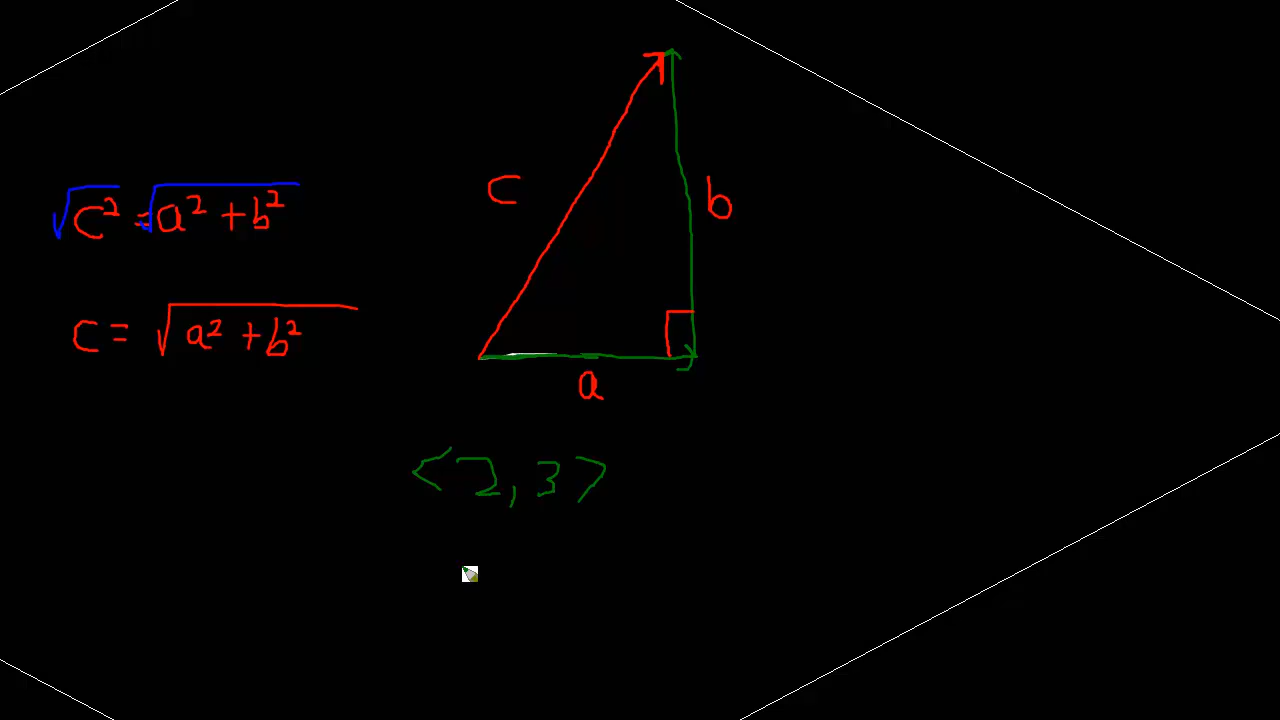 √c² = √a² + b²
c = √a² + b²
c
b
a
<2, 3>